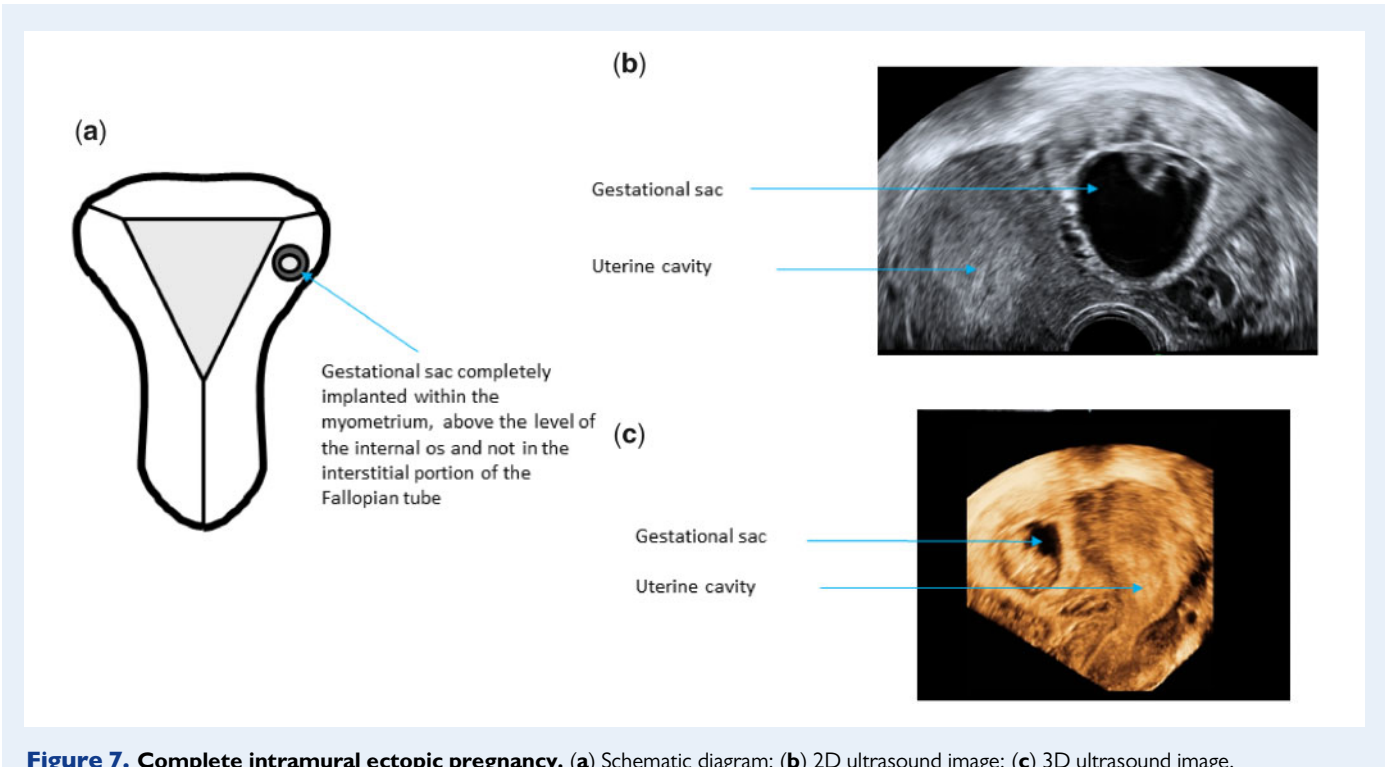 (a)
Gestational sac completely
implanted within the
myometrium, above the level of
the internal os and not in the
interstitial portion of the
Fallopian tube
(b)
Gestational sac
Uterine cavity
(c)
Gestational sac
Uterine cavity
Figure 7. Complete intramural ectopic pregnancy. (a) Schematic diagram; (b) 2D ultrasound image; (c) 3D ultrasound image.